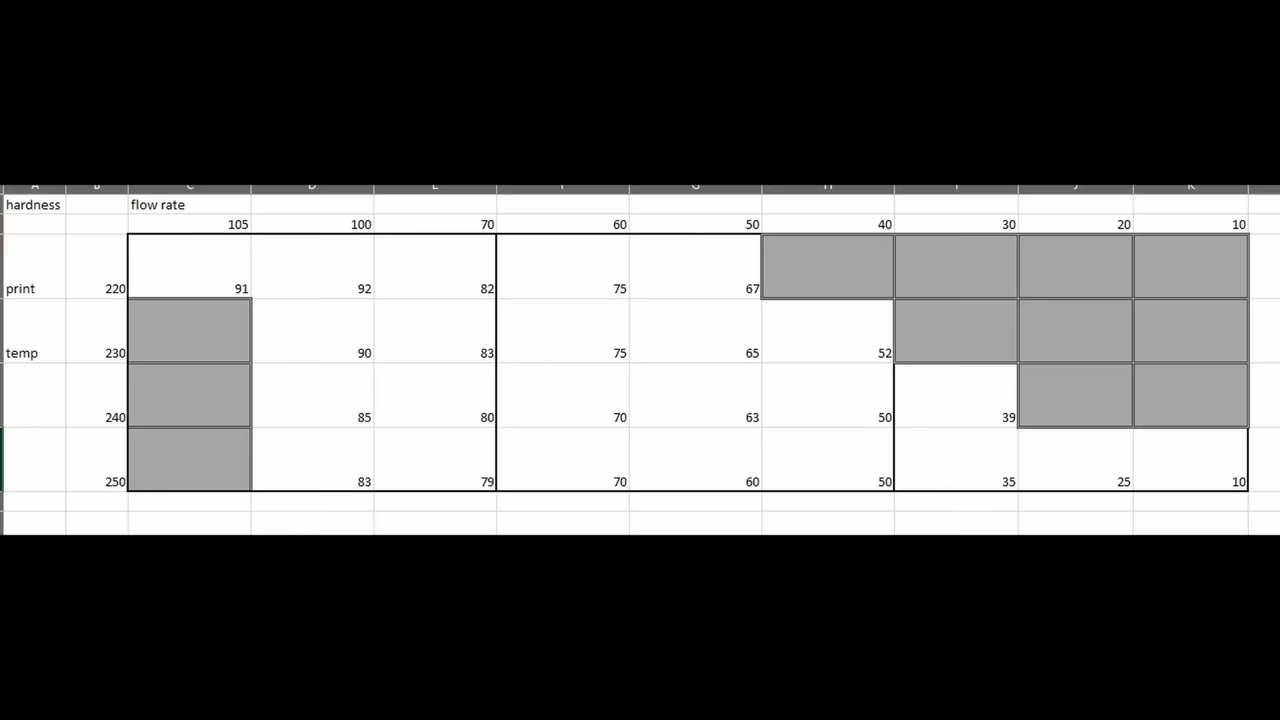 hardness flow rate
105 100 70 60 50 40 30 20 10
print 220 91 92 82 75 67
temp 230 90 83 75 65 52
240 85 80 70 63 50 39
250 83 79 70 60 50 35 25 10